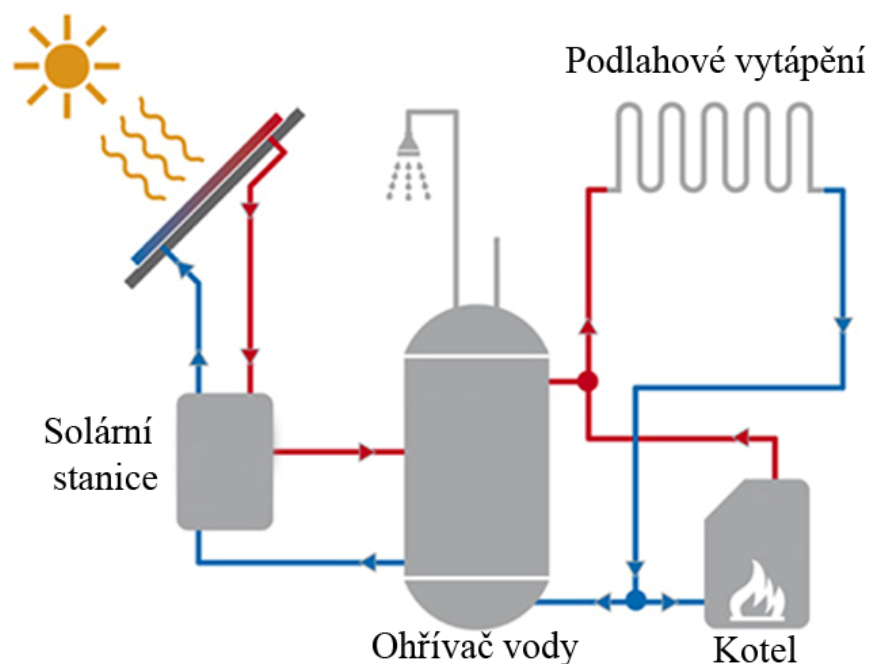 Podlahové vytápění
Solární
stanice
Ohřívač vody
Kotel